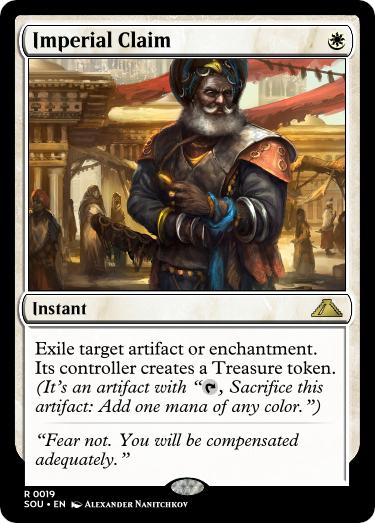 Imperial Claim
Instant
Exile target artifact or enchantment.
Its controller creates a Treasure token.
(It's an artifact with “, Sacrifice this
artifact: Add one mana of any color.”)
“Fear not. You will be compensated
adequately.”
R 0019
SOU • EN Alexander Nanitchkov